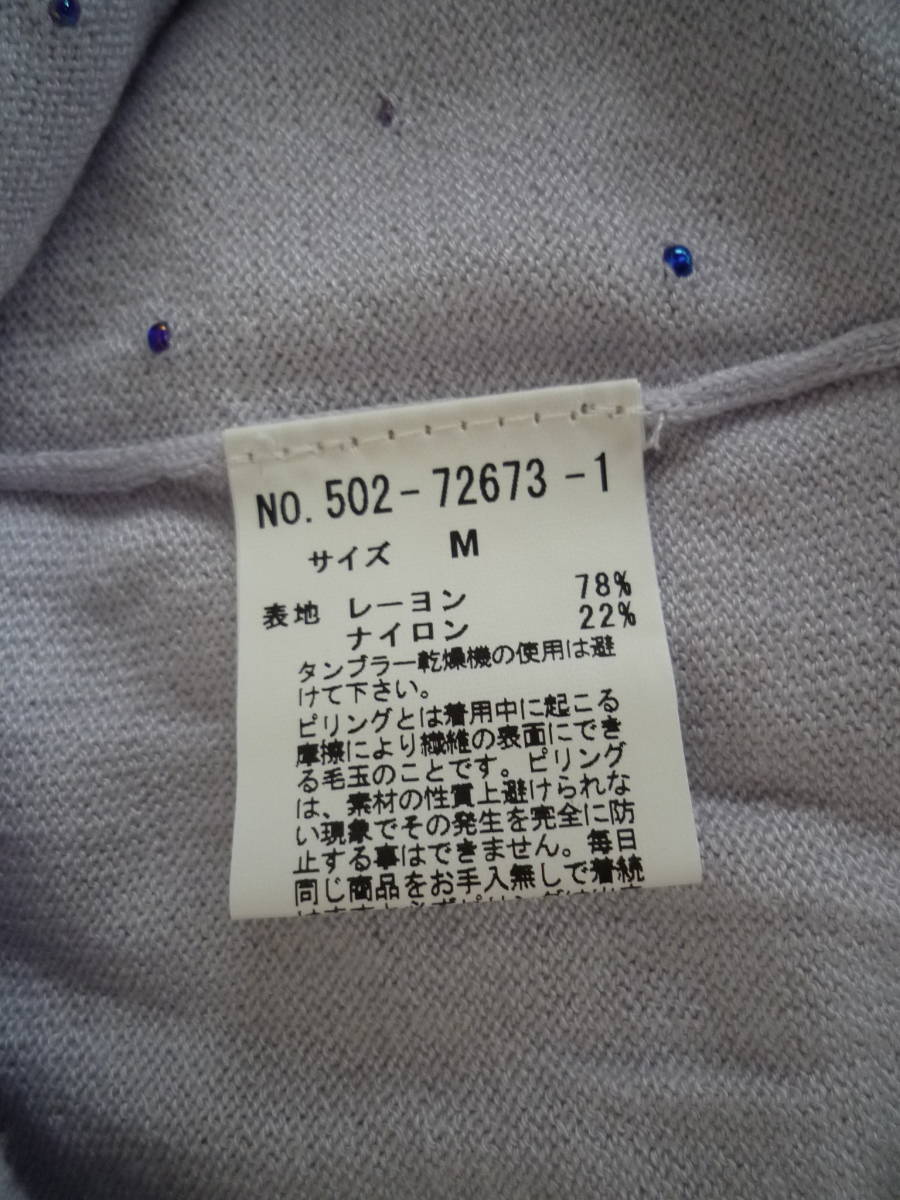 NO. 502-72673-1
サイズ M
表地 レーヨン 78%
ナイロン 22%
タンブラー乾燥機の使用は避
けて下さい。
ピリングとは着用中に起こる
摩擦により繊維の表面にでき
る毛玉のことです。ピリング
は、素材の性質上避けられな
い現象でその発生を完全に防
止する事はできません。毎日
同じ商品をお手入無しで着続